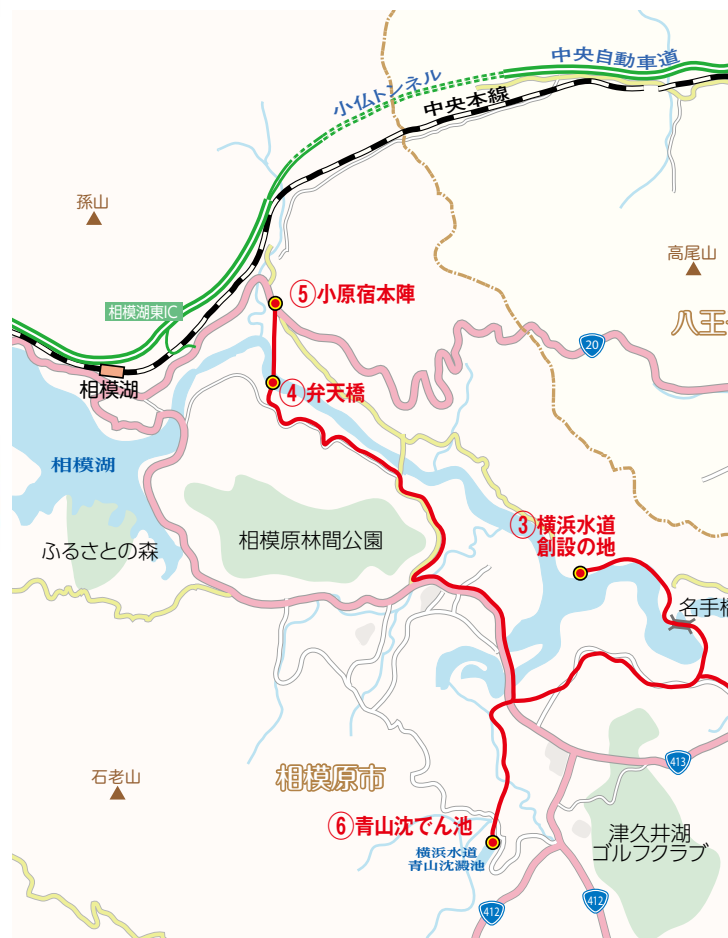 中央自動車道
小仏トンネル
中央本線
孫山
高尾山
⑤小原宿本陣
相模湖東IC
八王
20
相模湖
④弁天橋
相模湖
③横浜水道
創設の地
相模原林間公園
ふるさとの森
名手橋
413
石老山
相模原市
⑥青山沈でん池
横浜水道
青山沈澱池
津久井湖
ゴルフクラブ
412
412